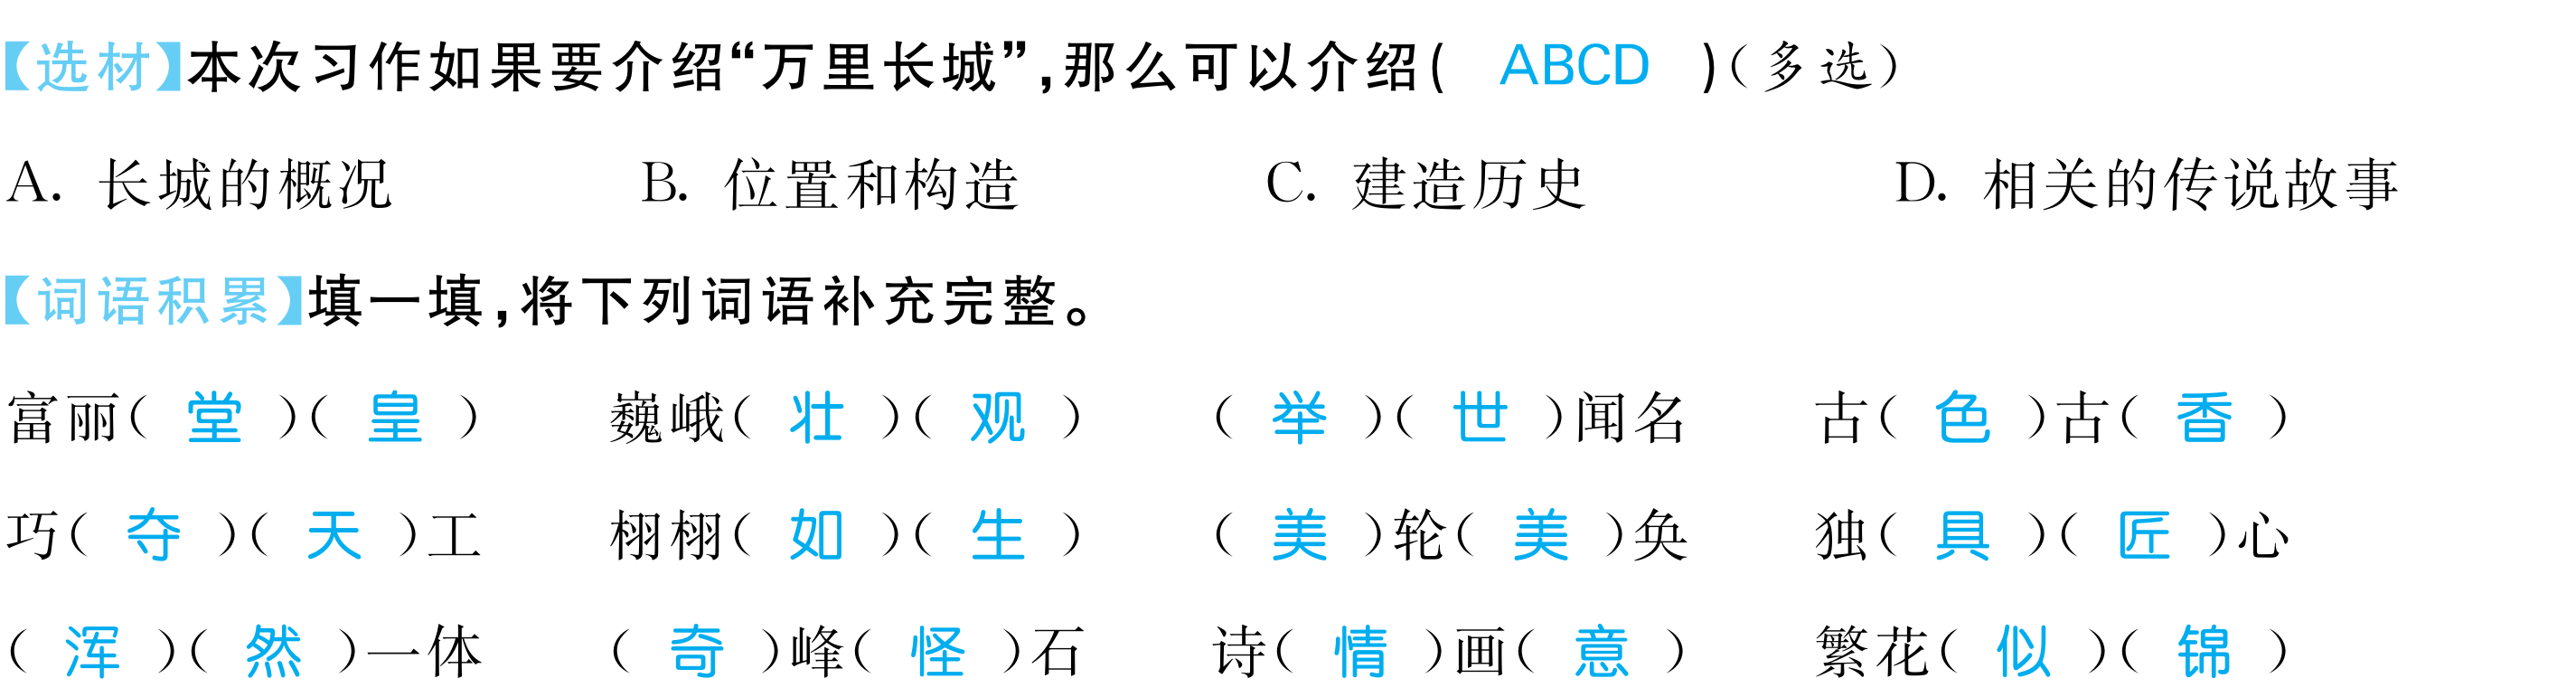 【选材】本次习作如果要介绍“万里长城”,那么可以介绍( ABCD )(多选)
A. 长城的概况 B. 位置和构造 C. 建造历史 D. 相关的传说故事
【词语积累】填一填,将下列词语补充完整。
富丽( 堂 )( 皇 ) 巍峨( 壮 )( 观 ) ( 举 )( 世 )闻名 古( 色 )古( 香 )
巧( 夺 )( 天 )工 栩栩( 如 )( 生 ) ( 美 )轮( 美 )奂 独( 具 )( 匠 )心
( 浑 )( 然 )一体 ( 奇 )峰( 怪 )石 诗( 情 )画( 意 ) 繁花( 似 )( 锦 )